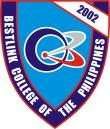 BESTLINK COLLEGE OF THE PHILIPPINES
2002